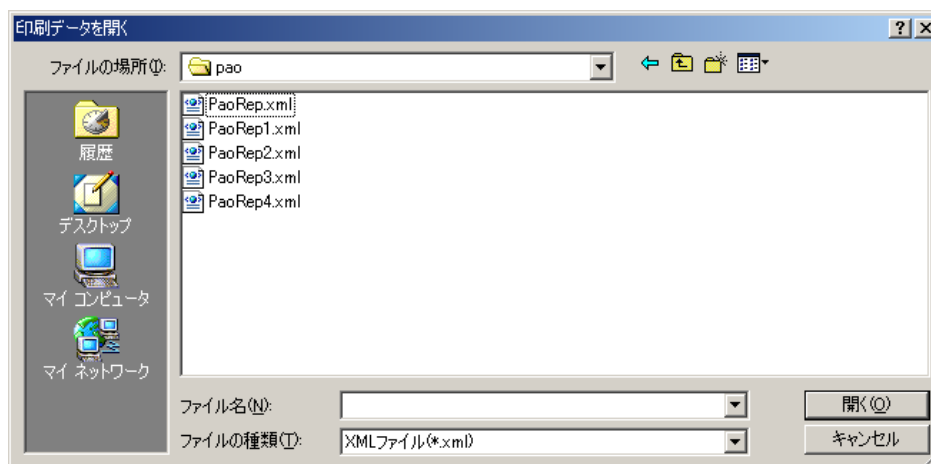 印刷データを開く
ファイルの場所(I):
pao
履歴
デスクトップ
マイ コンピュータ
マイ ネットワーク
PaoRep.xml
PaoRep1.xml
PaoRep2.xml
PaoRep3.xml
PaoRep4.xml
ファイル名(N):
開く(O)
ファイルの種類(T):
XMLファイル(*.xml)
キャンセル